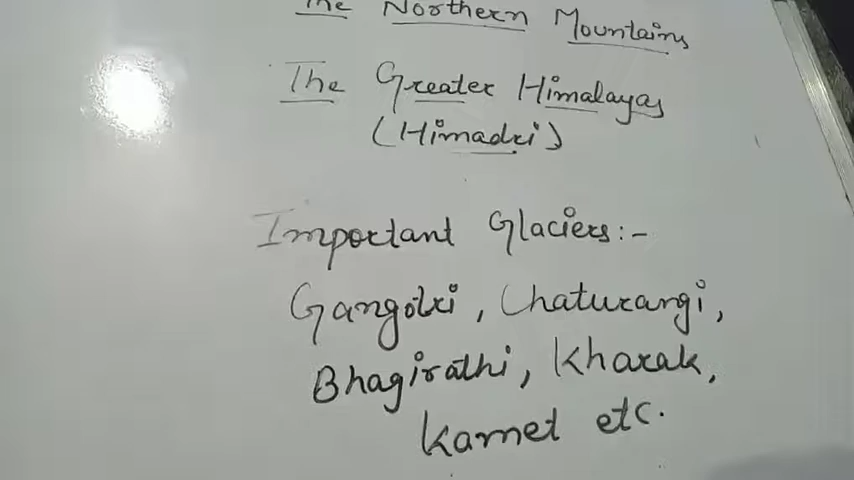 The Northern Mountains
The Greater Himalayas
(Himadri)
Important Glaciers:-
Gangotri, Chaturangi,
Bhagirathi, Kharak,
Kamet etc.